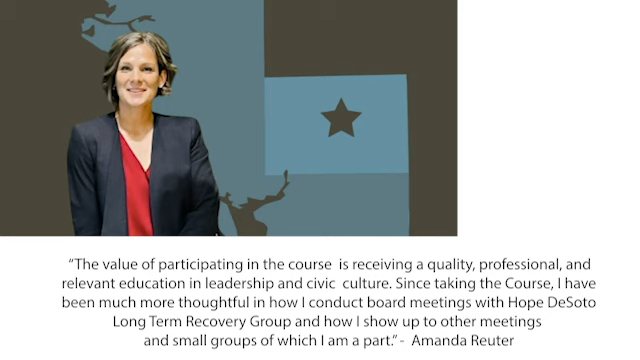 “The value of participating in the course is receiving a quality, professional, and
relevant education in leadership and civic culture. Since taking the Course, I have
been much more thoughtful in how I conduct board meetings with Hope DeSoto
Long Term Recovery Group and how I show up to other meetings
and small groups of which I am a part.” - Amanda Reuter